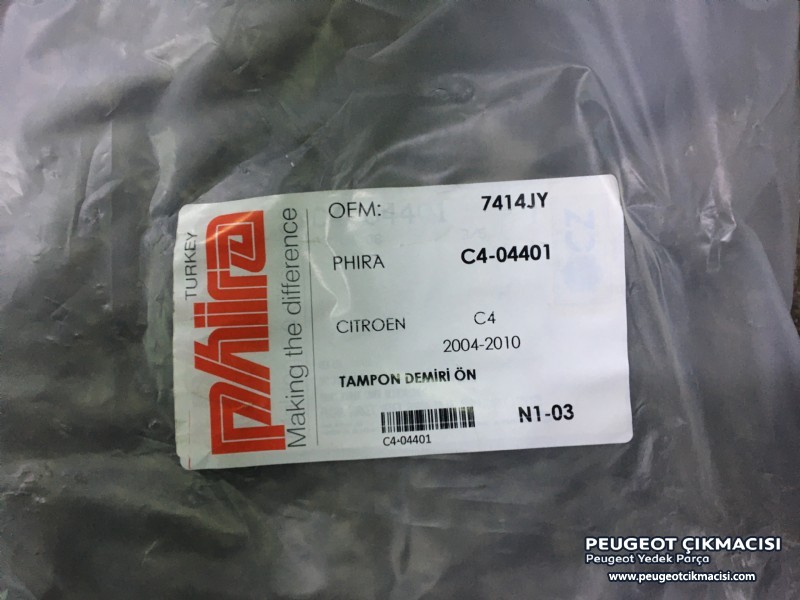 TURKEY
Phira
Making the difference
OEM: 7414JY
PHIRA C4-04401
CITROEN C4
2004-2010
TAMPON DEMİRİ ÖN
C4-04401
N1-03
PEUGEOT ÇIKMACISI
Peugeot Yedek Parça
www.peugeotcikmacisi.com